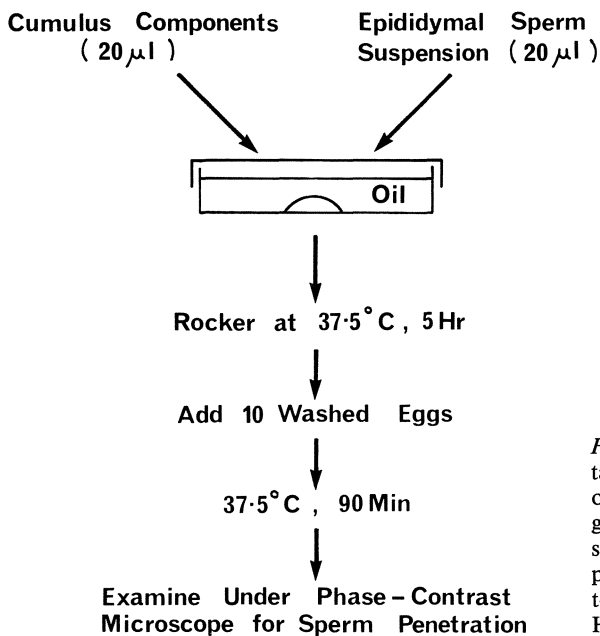 Cumulus Components
( 20 µl )
Epididymal Sperm
Suspension ( 20 µl )
Oil
Rocker at 37·5°C , 5 Hr
Add 10 Washed Eggs
37·5°C , 90 Min
Examine Under Phase – Contrast
Microscope for Sperm Penetration